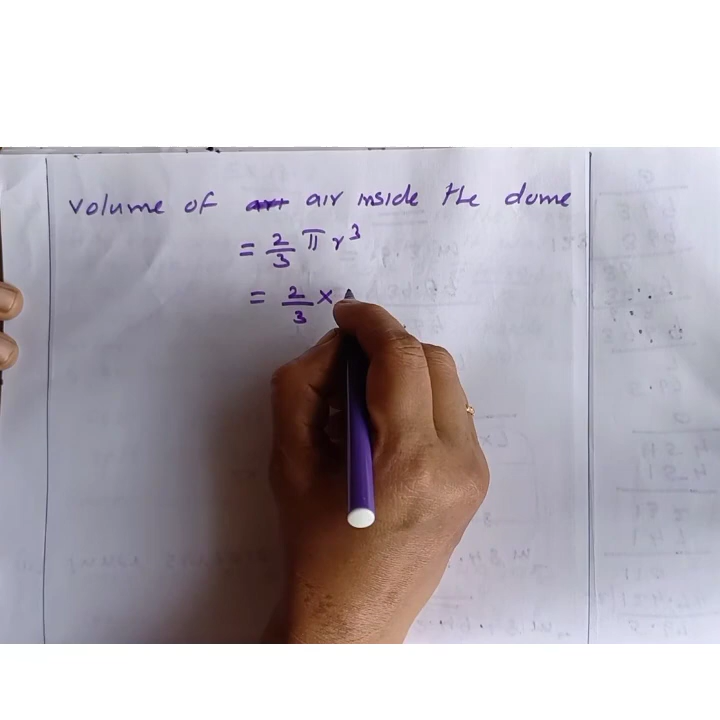 volume of air inside the dome
= 2/3 π r³
= 2/3 ×